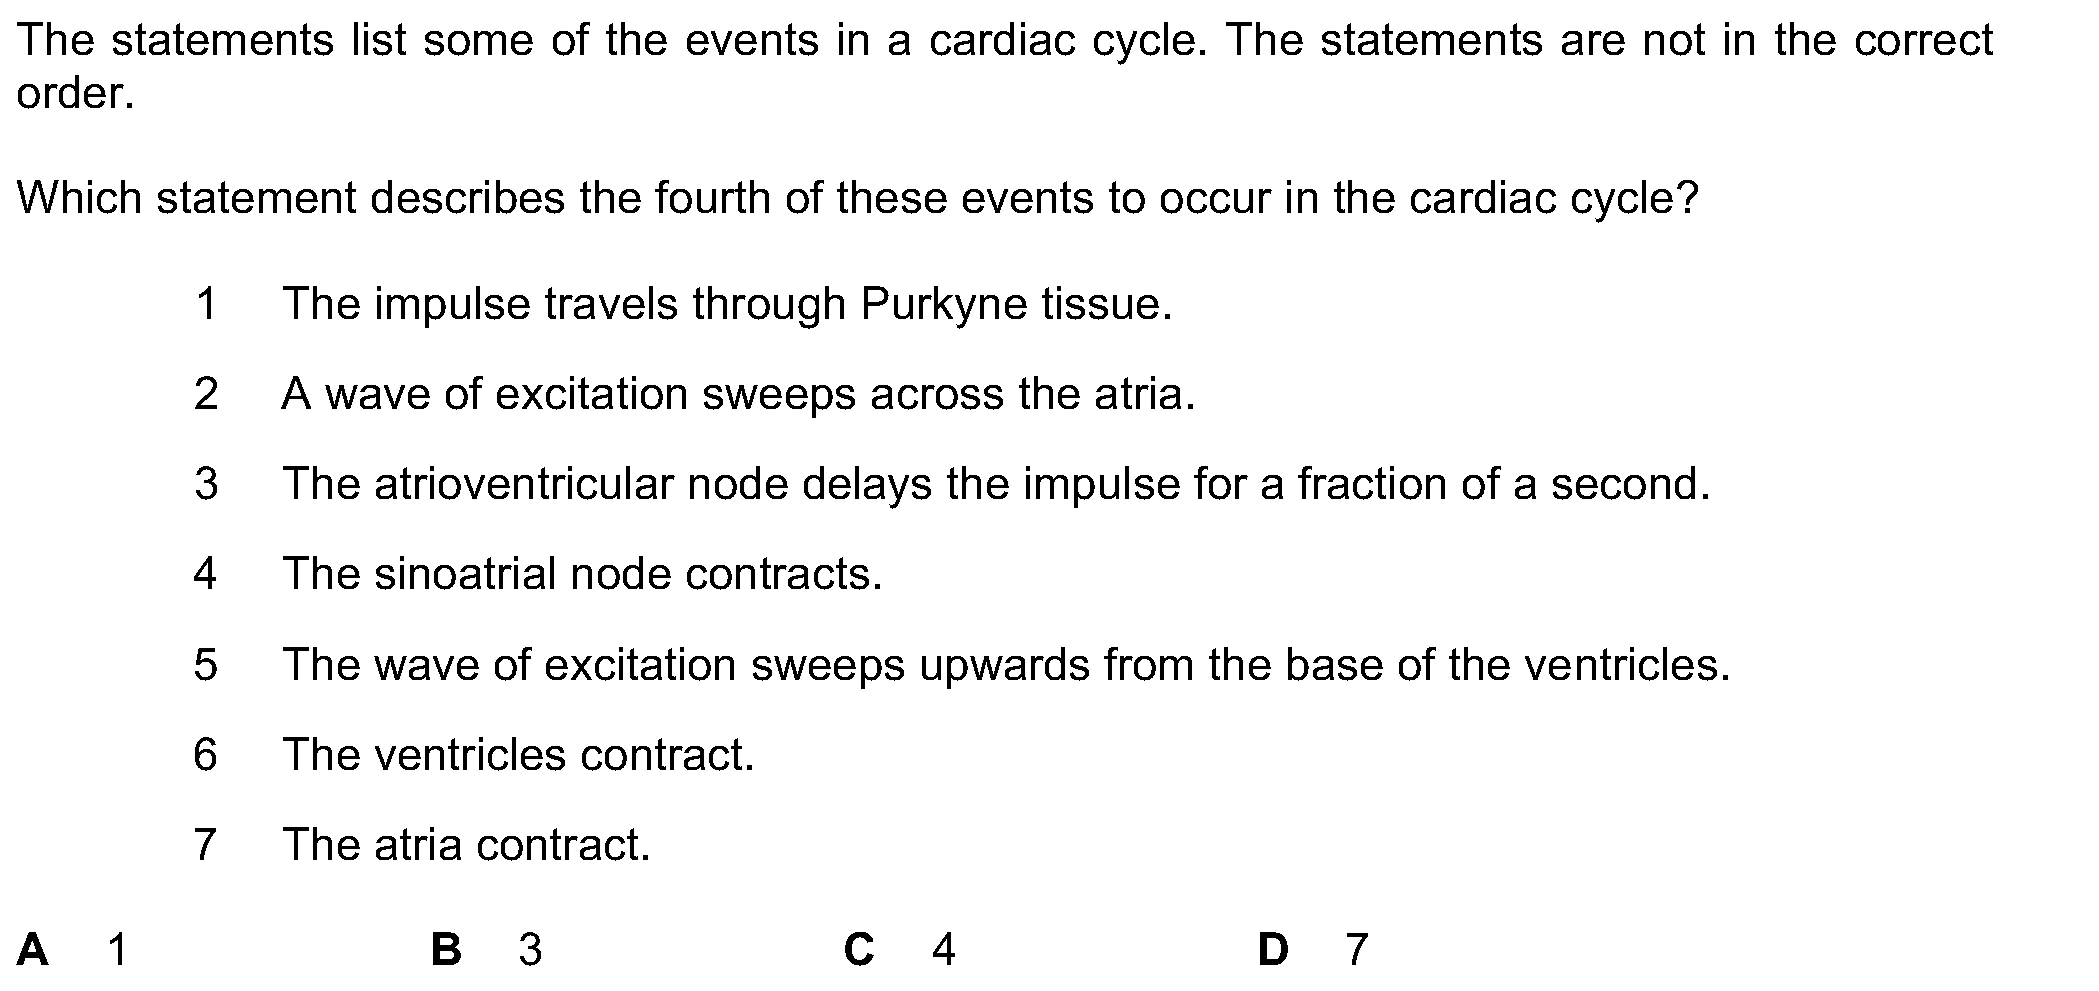 The statements list some of the events in a cardiac cycle. The statements are not in the correct
order.
Which statement describes the fourth of these events to occur in the cardiac cycle?
1 The impulse travels through Purkyne tissue.
2 A wave of excitation sweeps across the atria.
3 The atrioventricular node delays the impulse for a fraction of a second.
4 The sinoatrial node contracts.
5 The wave of excitation sweeps upwards from the base of the ventricles.
6 The ventricles contract.
7 The atria contract.
A 1 B 3 C 4 D 7